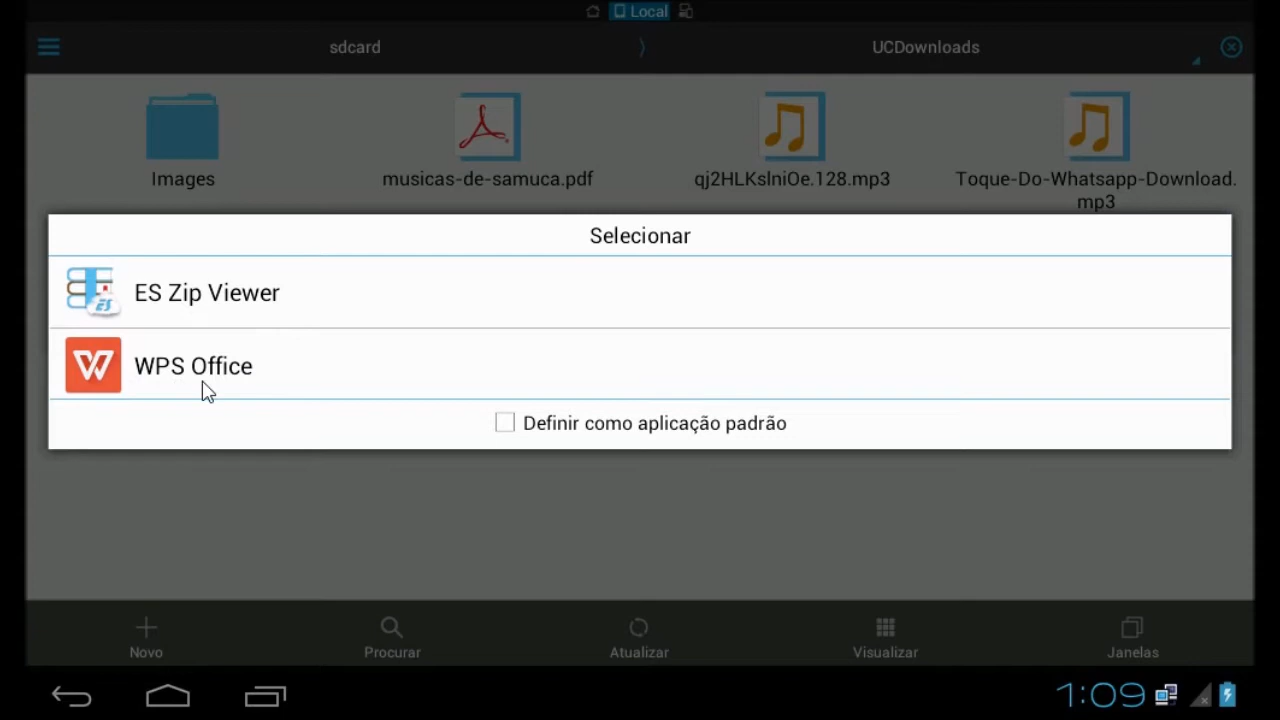 Local
sdcard
UCDownloads
Images
musicas-de-samuca.pdf
qj2HLKslniOe.128.mp3
Toque-Do-Whatsapp-Download.
mp3
Selecionar
ES Zip Viewer
WPS Office
Definir como aplicação padrão
Novo
Procurar
Atualizar
Visualizar
Janelas
1:09